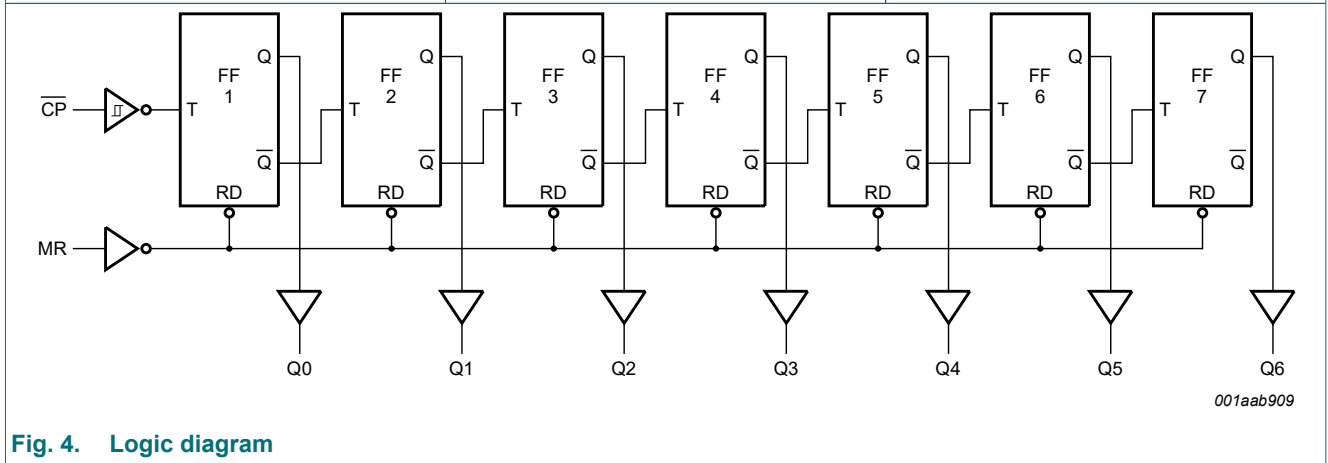 Q Q Q Q Q Q Q
FF FF FF FF FF FF FF
1 2 3 4 5 6 7
C̅P̅ T T T T T T T
Q̅ Q̅ Q̅ Q̅ Q̅ Q̅ Q̅
RD RD RD RD RD RD RD
MR
Q0 Q1 Q2 Q3 Q4 Q5 Q6
001aab909
Fig. 4. Logic diagram